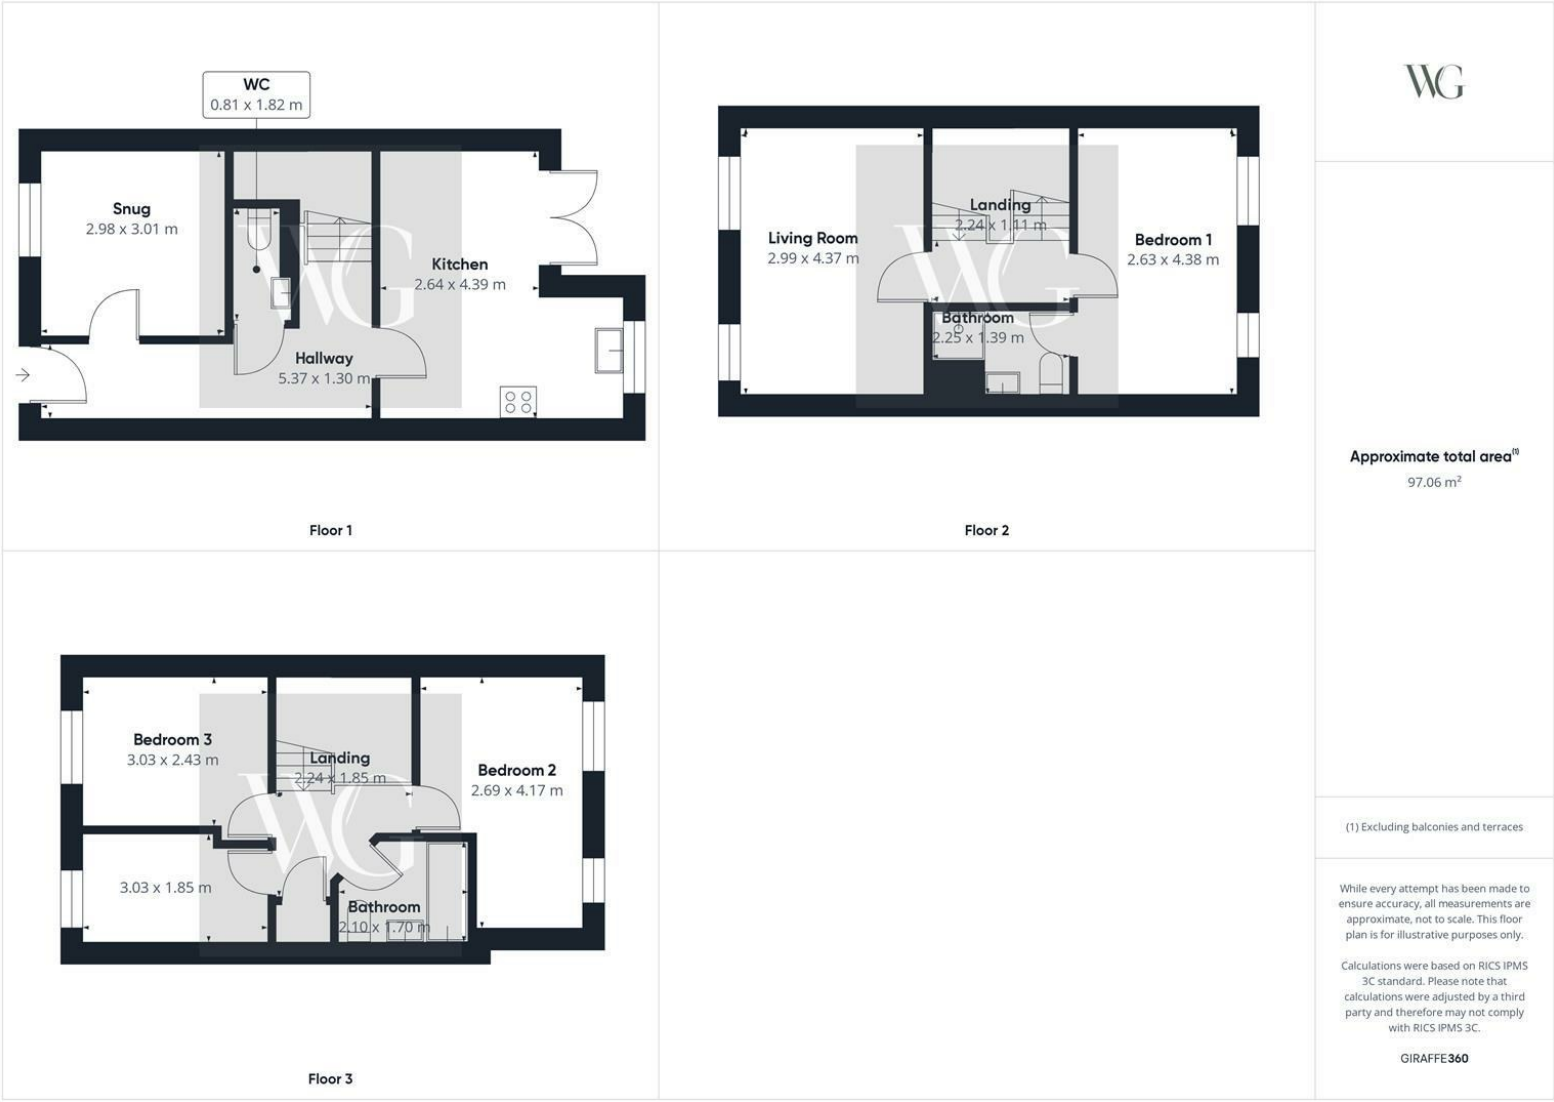 WC
0.81 x 1.82 m
Snug
2.98 x 3.01 m
Kitchen
2.64 x 4.39 m
Hallway
5.37 x 1.30 m
WG
Floor 1
Living Room
2.99 x 4.37 m
Landing
2.24 x 1.11 m
Bedroom 1
2.63 x 4.38 m
Bathroom
2.25 x 1.39 m
WG
Floor 2
Bedroom 3
3.03 x 2.43 m
Landing
2.24 x 1.85 m
Bedroom 2
2.69 x 4.17 m
3.03 x 1.85 m
Bathroom
2.10 x 1.70 m
WG
Floor 3
WG
Approximate total area(1)
97.06 m²
(1) Excluding balconies and terraces
While every attempt has been made to
ensure accuracy, all measurements are
approximate, not to scale. This floor
plan is for illustrative purposes only.
Calculations were based on RICS IPMS
3C standard. Please note that
calculations were adjusted by a third
party and therefore may not comply
with RICS IPMS 3C.
GIRAFFE360